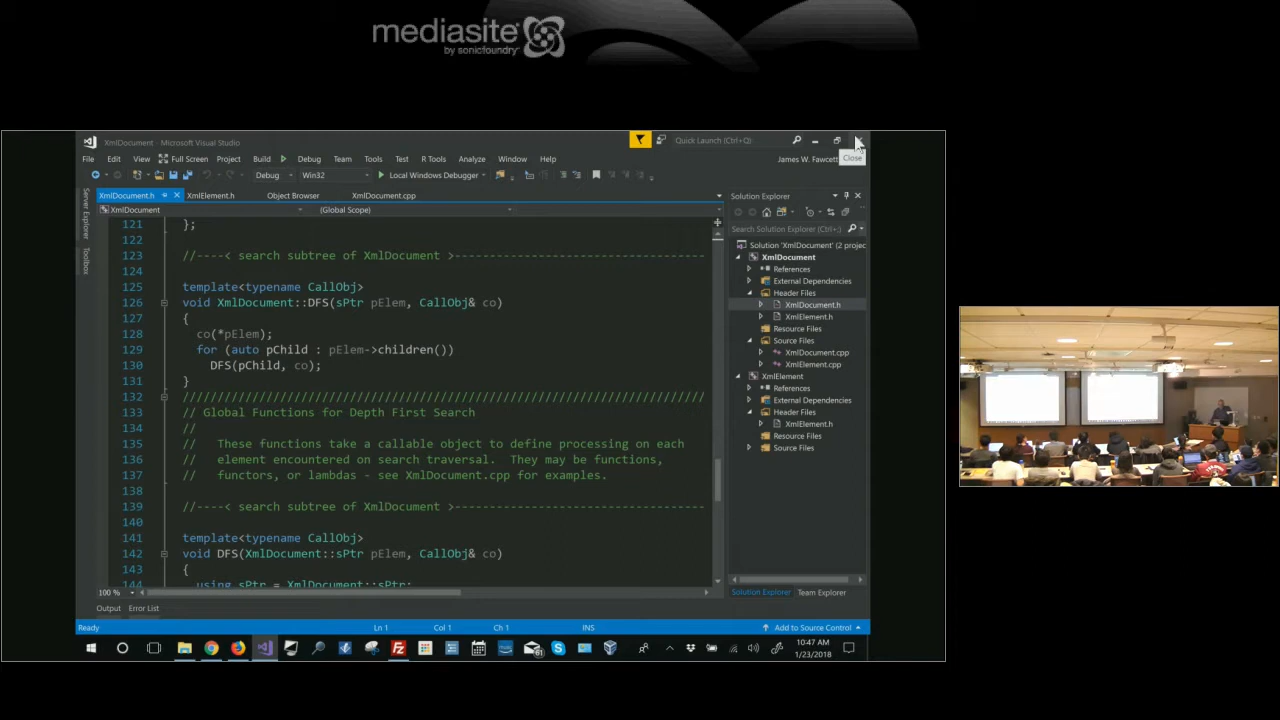 mediasite
by sonicfoundry
XmlDocument - Microsoft Visual Studio
Quick Launch (Ctrl+Q)
File Edit View Full Screen Project Build Debug Team Tools Test R Tools Analyze Window Help
James W. Fawcett
Close
Debug Win32 Local Windows Debugger
XmlDocument.h XmlElement.h Object Browser XmlDocument.cpp
XmlDocument (Global Scope)
Server Explorer
Toolbox
121 };
122
123 //----< search subtree of XmlDocument >------------------------------------
124
125 template<typename CallObj>
126 void XmlDocument::DFS(sPtr pElem, CallObj& co)
127 {
128 co(*pElem);
129 for (auto pChild : pElem->children())
130 DFS(pChild, co);
131 }
132 ///////////////////////////////////////////////////////////////////////////
133 // Global Functions for Depth First Search
134 //
135 // These functions take a callable object to define processing on each
136 // element encountered on search traversal. They may be functions,
137 // functors, or lambdas - see XmlDocument.cpp for examples.
138
139 //----< search subtree of XmlDocument >------------------------------------
140
141 template<typename CallObj>
142 void DFS(XmlDocument::sPtr pElem, CallObj& co)
143 {
144 using sPtr = XmlDocument::sPtr;
100 %
Solution Explorer
Search Solution Explorer (Ctrl+;)
Solution 'XmlDocument' (2 projec
XmlDocument
References
External Dependencies
Header Files
XmlDocument.h
XmlElement.h
Resource Files
Source Files
XmlDocument.cpp
XmlElement.cpp
XmlElement
References
External Dependencies
Header Files
XmlElement.h
Resource Files
Source Files
Solution Explorer Team Explorer
Output Error List
Ready Ln 1 Col 1 Ch 1 INS Add to Source Control
10:47 AM
1/23/2018